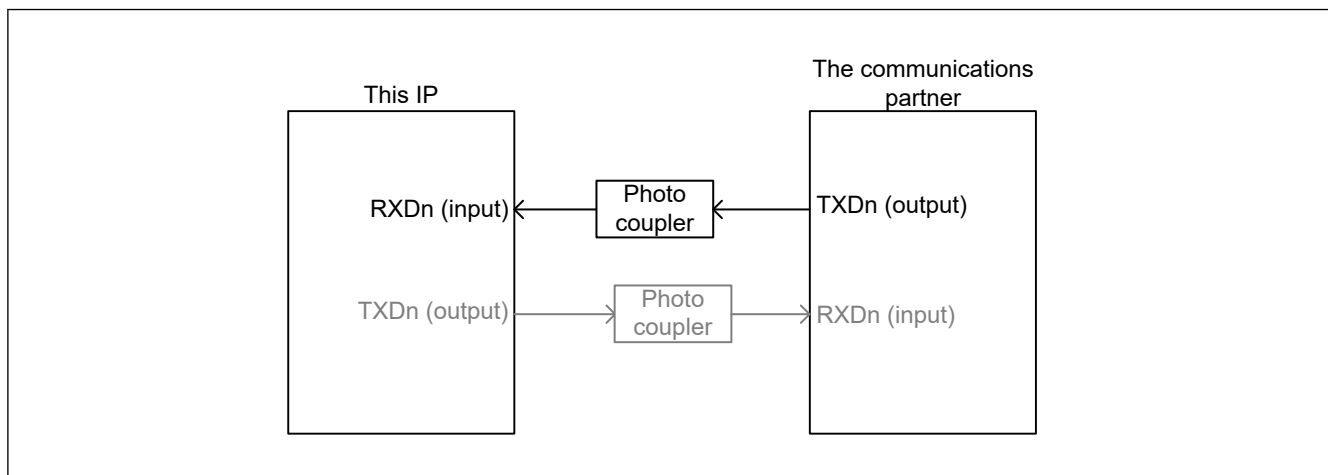 This IP
The communications
partner
RXDn (input)
Photo
coupler
TXDn (output)
TXDn (output)
Photo
coupler
RXDn (input)